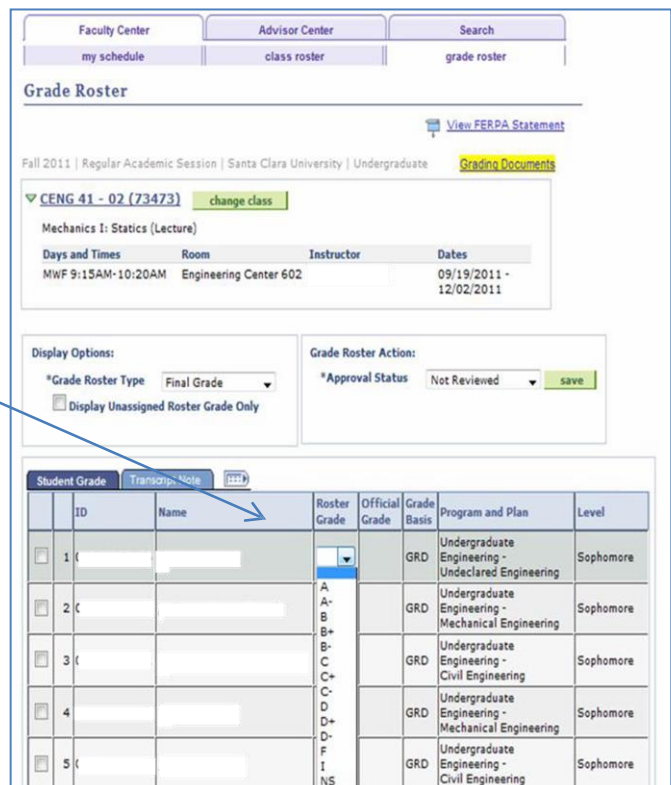 Faculty Center Advisor Center Search
my schedule class roster grade roster
Grade Roster
View FERPA Statement
Fall 2011 | Regular Academic Session | Santa Clara University | Undergraduate Grading Documents
CENG 41 - 02 (73473) change class
Mechanics I: Statics (Lecture)
Days and Times Room Instructor Dates
MWF 9:15AM-10:20AM Engineering Center 602 09/19/2011 -
12/02/2011
Display Options: Grade Roster Action:
*Grade Roster Type Final Grade *Approval Status Not Reviewed save
Display Unassigned Roster Grade Only
Student Grade Transcript Note
ID Name Roster Grade Official Grade Grade Basis Program and Plan Level
1 GRD Undergraduate Engineering - Undeclared Engineering Sophomore
A
A-
2 GRD Undergraduate Engineering - Mechanical Engineering Sophomore
B
B+
B-
3 GRD Undergraduate Engineering - Civil Engineering Sophomore
C
C+
C-
4 GRD Undergraduate Engineering - Mechanical Engineering Sophomore
D
D+
D-
5 GRD Undergraduate Engineering - Civil Engineering Sophomore
F
I
NS